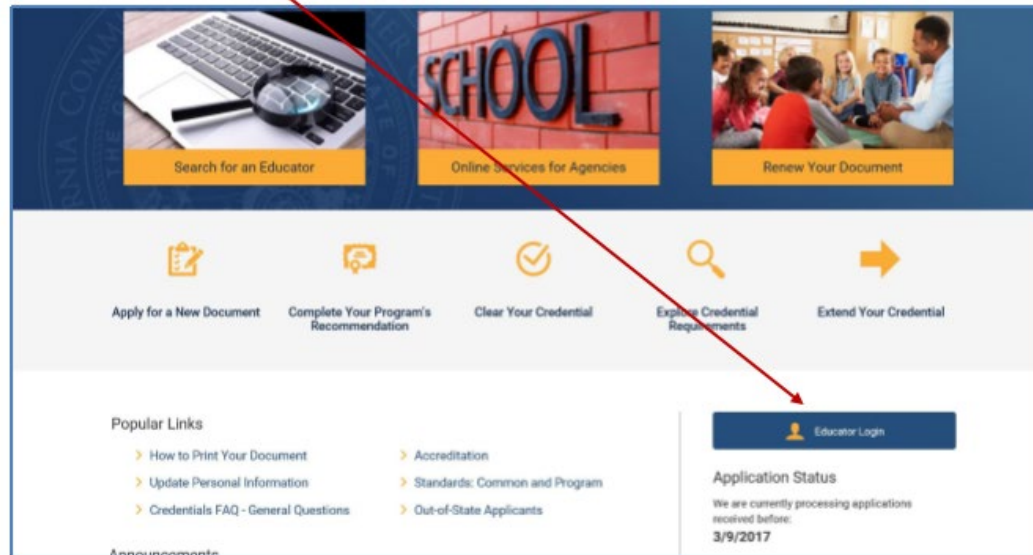 SCHOOL
Search for an Educator
Online Services for Agencies
Renew Your Document
Apply for a New Document
Complete Your Program's
Recommendation
Clear Your Credential
Explore Credential
Requirements
Extend Your Credential
Popular Links
How to Print Your Document
Update Personal Information
Credentials FAQ - General Questions
Accreditation
Standards: Common and Program
Out-of-State Applicants
Educator Login
Application Status
We are currently processing applications
received before:
3/9/2017
Announcements